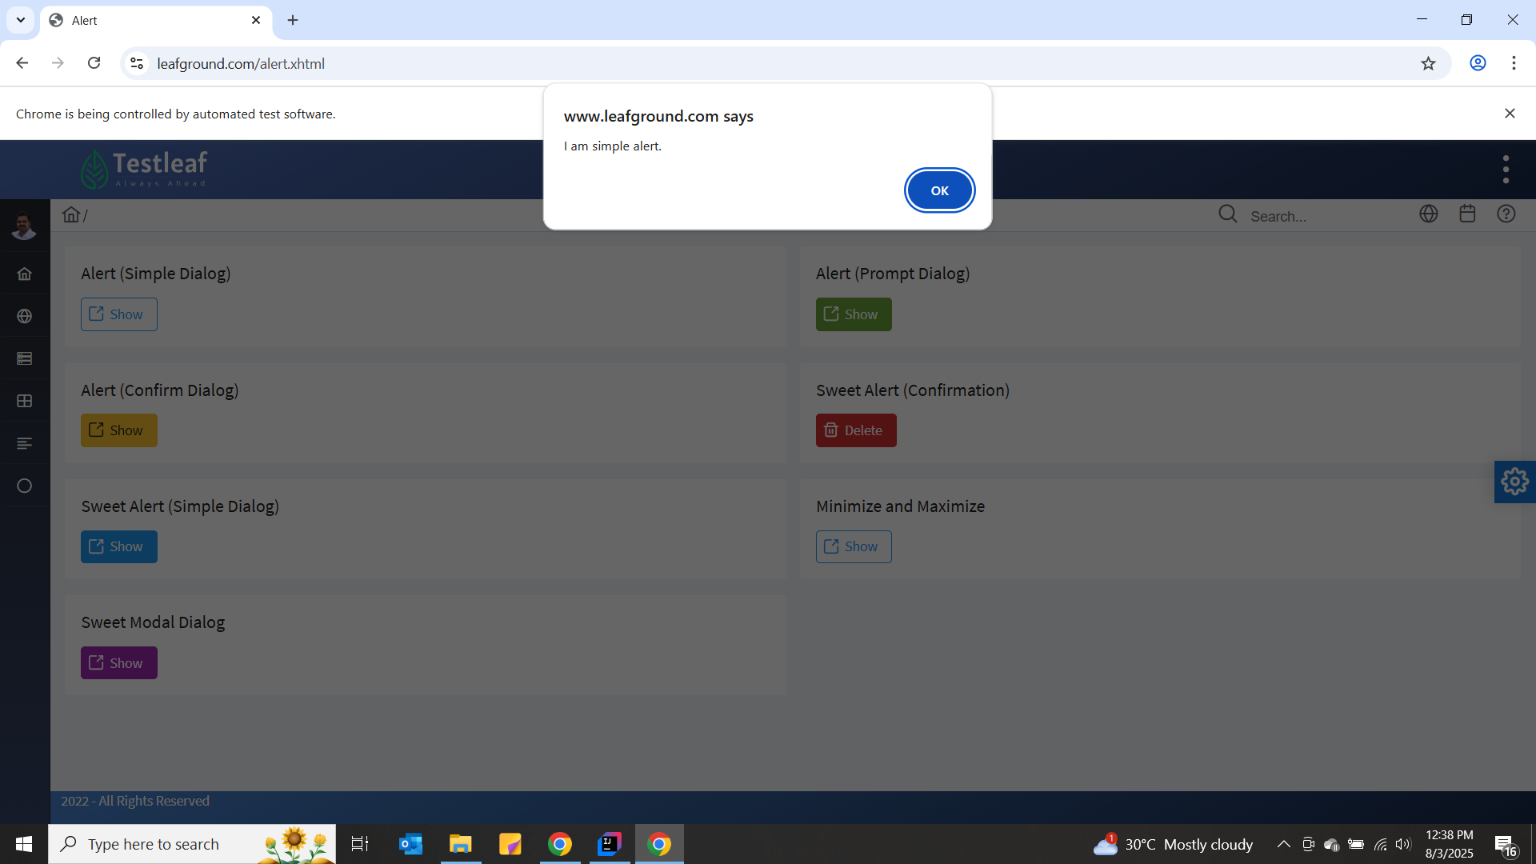 Alert
leafground.com/alert.xhtml
Chrome is being controlled by automated test software.
www.leafground.com says
I am simple alert.
OK
Testleaf
Always Ahead
/
Search...
Alert (Simple Dialog)
Show
Alert (Prompt Dialog)
Show
Alert (Confirm Dialog)
Show
Sweet Alert (Confirmation)
Delete
Sweet Alert (Simple Dialog)
Show
Minimize and Maximize
Show
Sweet Modal Dialog
Show
2022 - All Rights Reserved
Type here to search
1
30°C Mostly cloudy
12:38 PM
8/3/2025
16